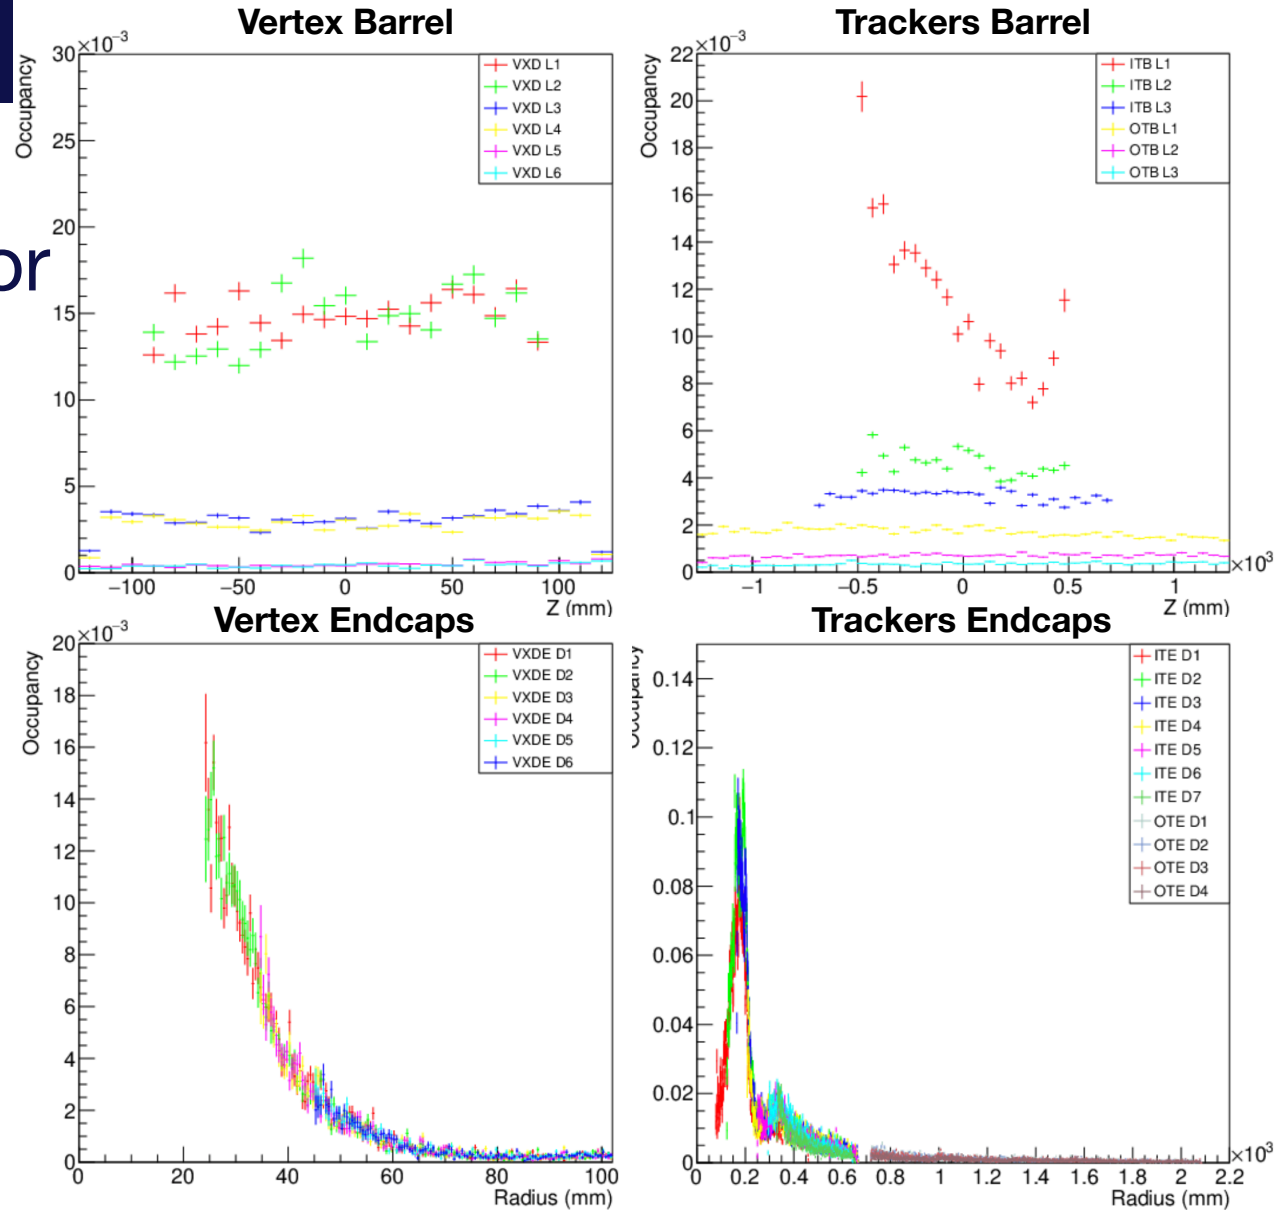 Vertex Barrel
Trackers Barrel
×10⁻³
30
25
20
15
10
5
0
Occupancy
VXD L1
VXD L2
VXD L3
VXD L4
VXD L5
VXD L6
−100 −50 0 50 100
Z (mm)
×10⁻³
22
20
18
16
14
12
10
8
6
4
2
0
Occupancy
ITB L1
ITB L2
ITB L3
OTB L1
OTB L2
OTB L3
−1 −0.5 0 0.5 1
×10³
Z (mm)
or
Vertex Endcaps
Trackers Endcaps
×10⁻³
20
18
16
14
12
10
8
6
4
2
0
Occupancy
VXDE D1
VXDE D2
VXDE D3
VXDE D4
VXDE D5
VXDE D6
0 20 40 60 80 100
Radius (mm)
0.14
0.12
0.1
0.08
0.06
0.04
0.02
0
Occupancy
ITE D1
ITE D2
ITE D3
ITE D4
ITE D5
ITE D6
ITE D7
OTE D1
OTE D2
OTE D3
OTE D4
0 0.2 0.4 0.6 0.8 1 1.2 1.4 1.6 1.8 2 2.2
×10³
Radius (mm)